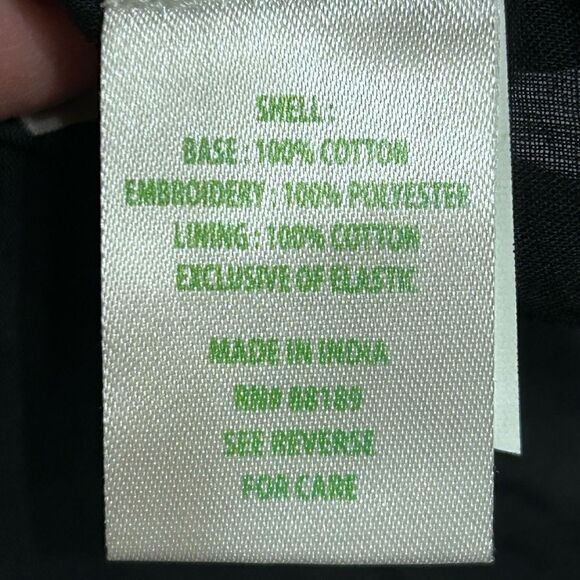 SHELL :
BASE : 100% COTTON
EMBROIDERY : 100% POLYESTER
LINING : 100% COTTON
EXCLUSIVE OF ELASTIC
MADE IN INDIA
RN# 88189
SEE REVERSE
FOR CARE